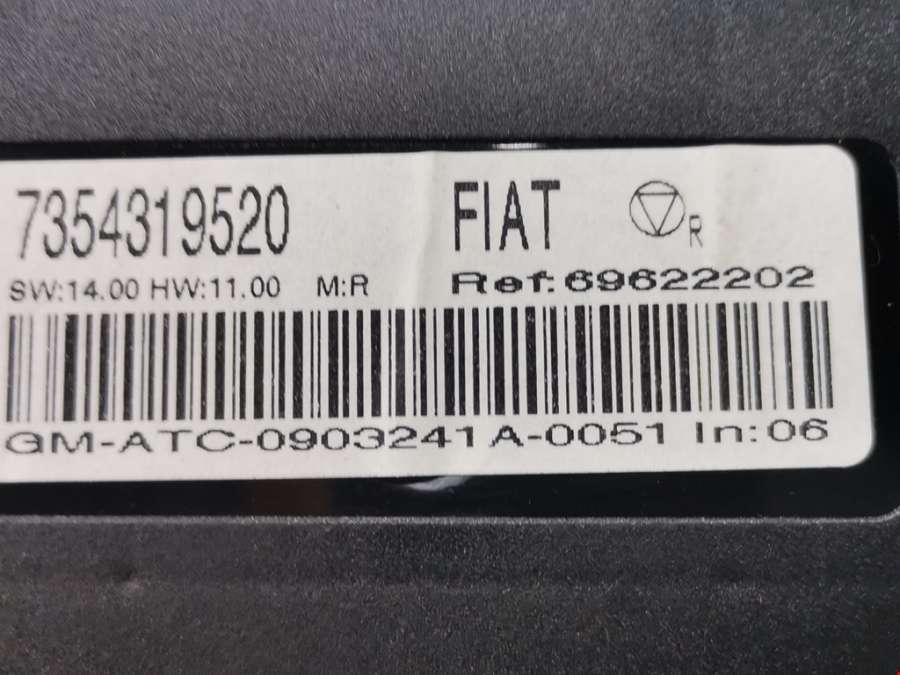 7354319520 FIAT R
SW:14.00 HW:11.00 M:R Ref:69622202
GM-ATC-0903241A-0051 In:06